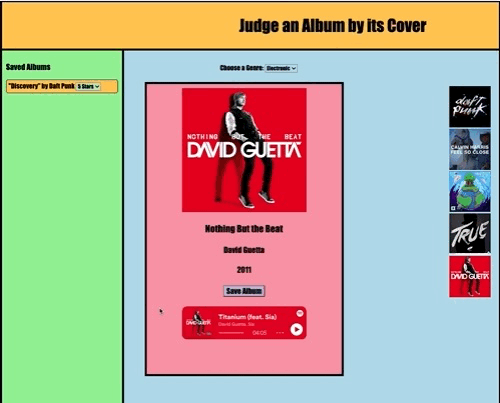 Judge an Album by its Cover
Saved Albums
"Discovery" by Daft Punk 5 Stars
Choose a Genre: Electronic
NOTHING BUT THE BEAT
DAVID GUETTA
Nothing But the Beat
David Guetta
2011
Save Album
Titanium (feat. Sia)
David Guetta, Sia
04:05
daft punk
CALVIN HARRIS
FEEL SO CLOSE
TRUE